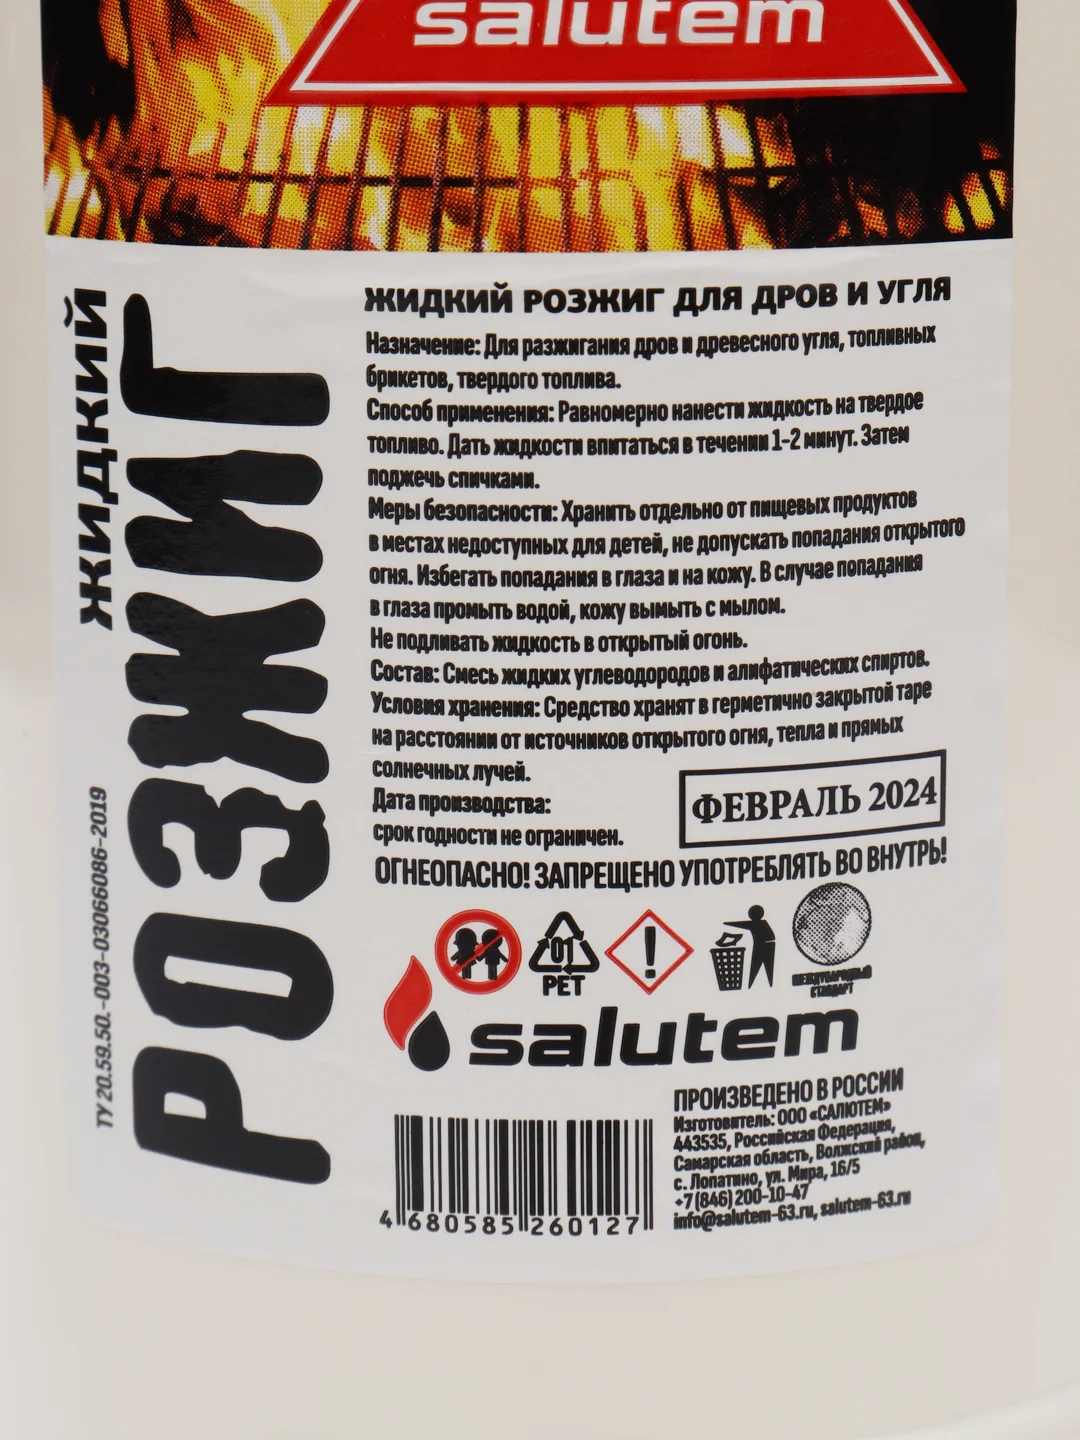 salutem
ЖИДКИЙ
РОЗЖИГ
ТУ 20.59.50.-003-03066086-2019
ЖИДКИЙ РОЗЖИГ ДЛЯ ДРОВ И УГЛЯ
Назначение: Для разжигания дров и древесного угля, топливных
брикетов, твердого топлива.
Способ применения: Равномерно нанести жидкость на твердое
топливо. Дать жидкости впитаться в течении 1-2 минут. Затем
поджечь спичками.
Меры безопасности: Хранить отдельно от пищевых продуктов
в местах недоступных для детей, не допускать попадания открытого
огня. Избегать попадания в глаза и на кожу. В случае попадания
в глаза промыть водой, кожу вымыть с мылом.
Не подливать жидкость в открытый огонь.
Состав: Смесь жидких углеводородов и алифатических спиртов.
Условия хранения: Средство хранят в герметично закрытой таре
на расстоянии от источников открытого огня, тепла и прямых
солнечных лучей.
Дата производства:
ФЕВРАЛЬ 2024
срок годности не ограничен.
ОГНЕОПАСНО! ЗАПРЕЩЕНО УПОТРЕБЛЯТЬ ВО ВНУТРЬ!
01
PET
МЕЖДУНАРОДНЫЙ
СТАНДАРТ
salutem
ПРОИЗВЕДЕНО В РОССИИ
Изготовитель: ООО «САЛЮТЕМ»
443535, Российская Федерация,
Самарская область, Волжский район,
с. Лопатино, ул. Мира, 16/5
+7 (846) 200-10-47
info@salutem-63.ru, salutem-63.ru
4 680585 260127